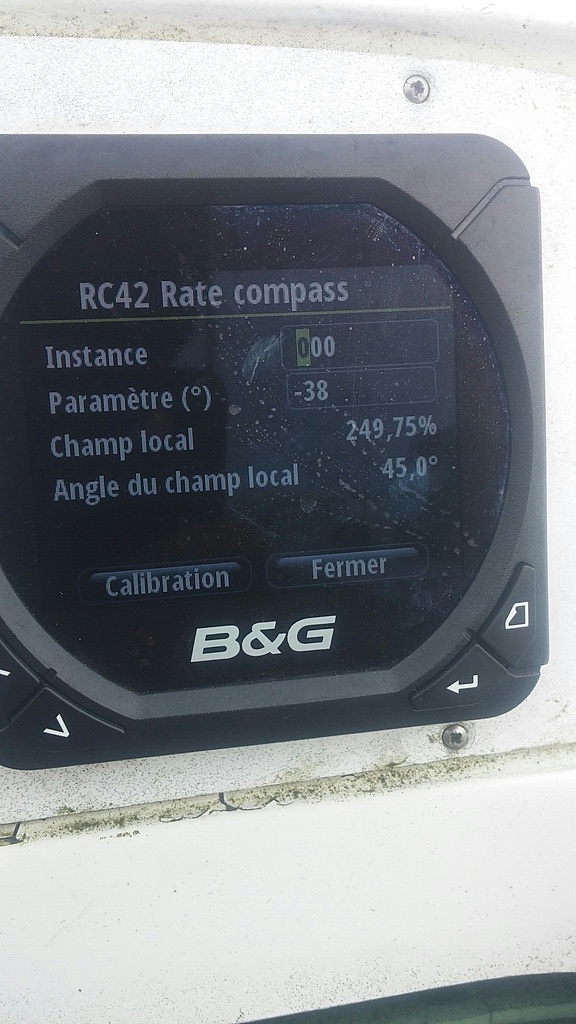 RC42 Rate compass
Instance 000
Paramètre (°) -38
Champ local 249,75%
Angle du champ local 45,0°
Calibration Fermer
B&G